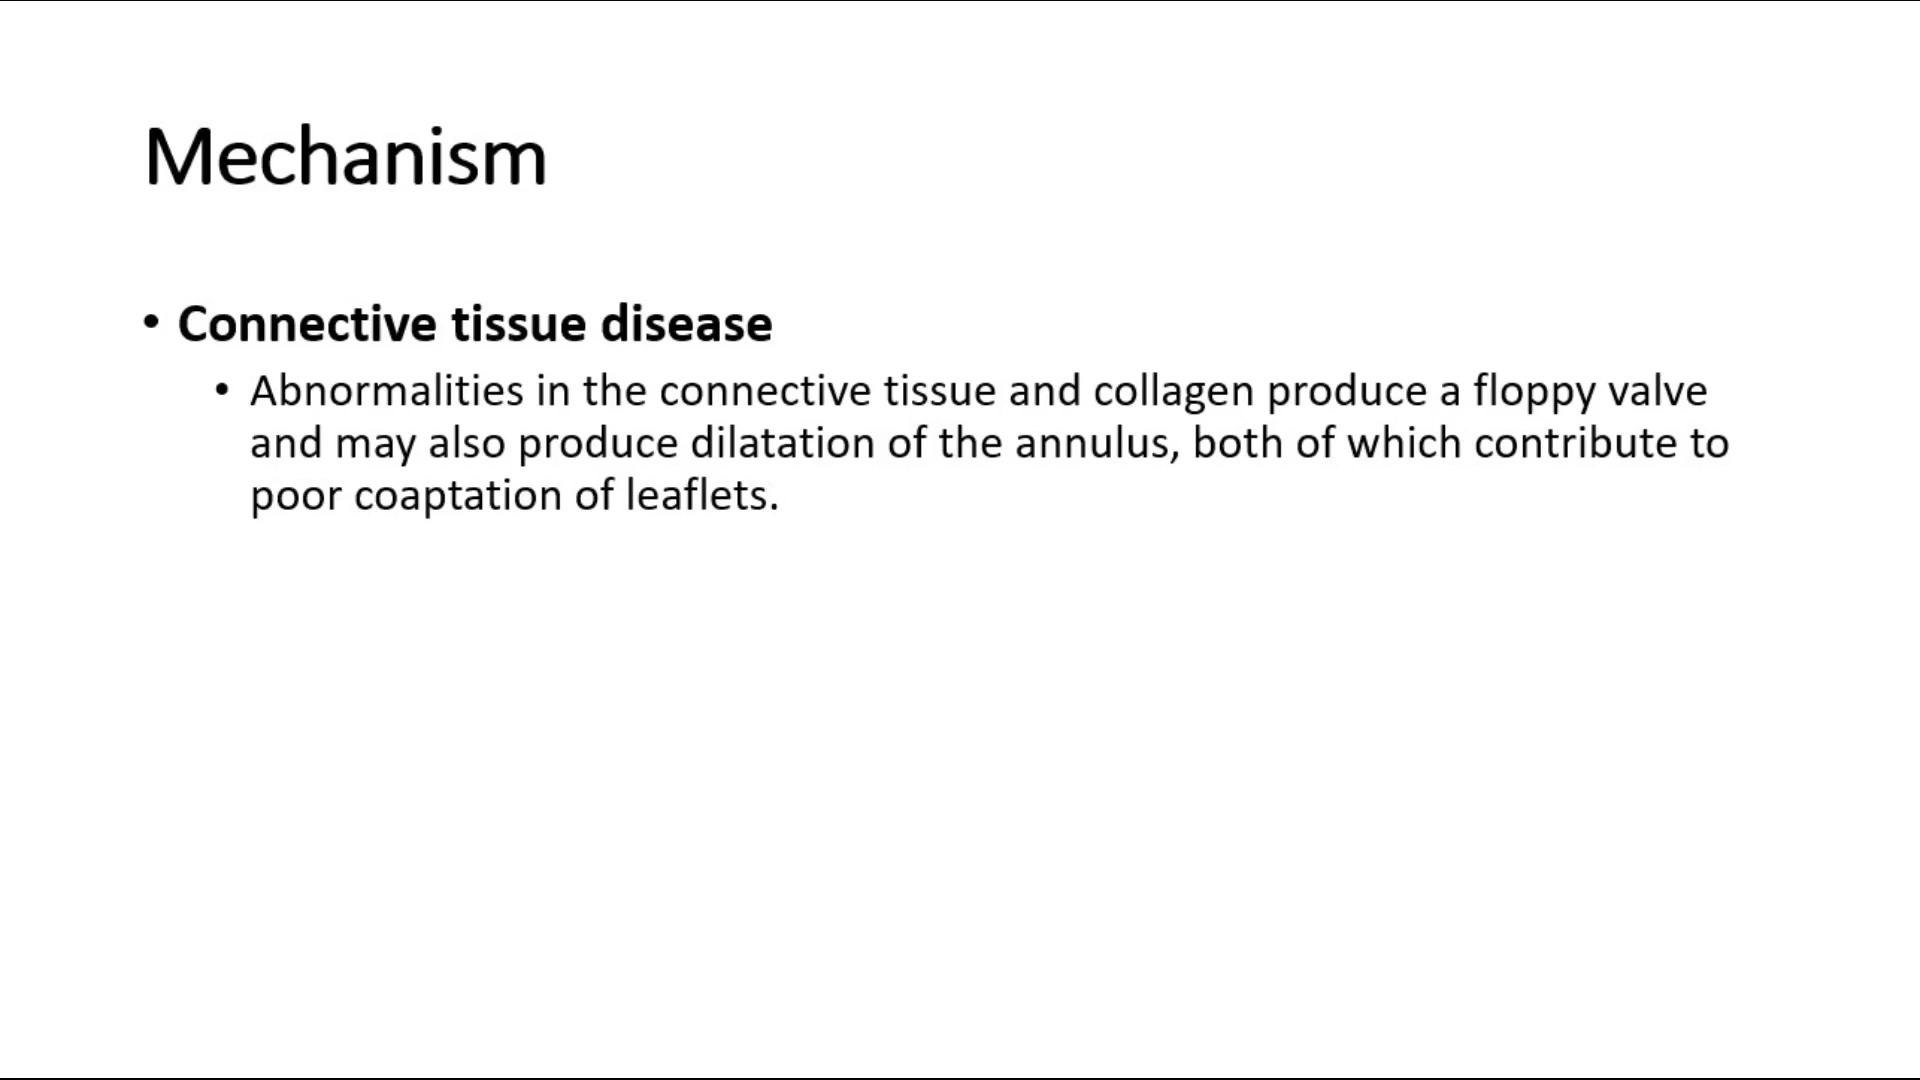 Mechanism
• Connective tissue disease
• Abnormalities in the connective tissue and collagen produce a floppy valve
and may also produce dilatation of the annulus, both of which contribute to
poor coaptation of leaflets.